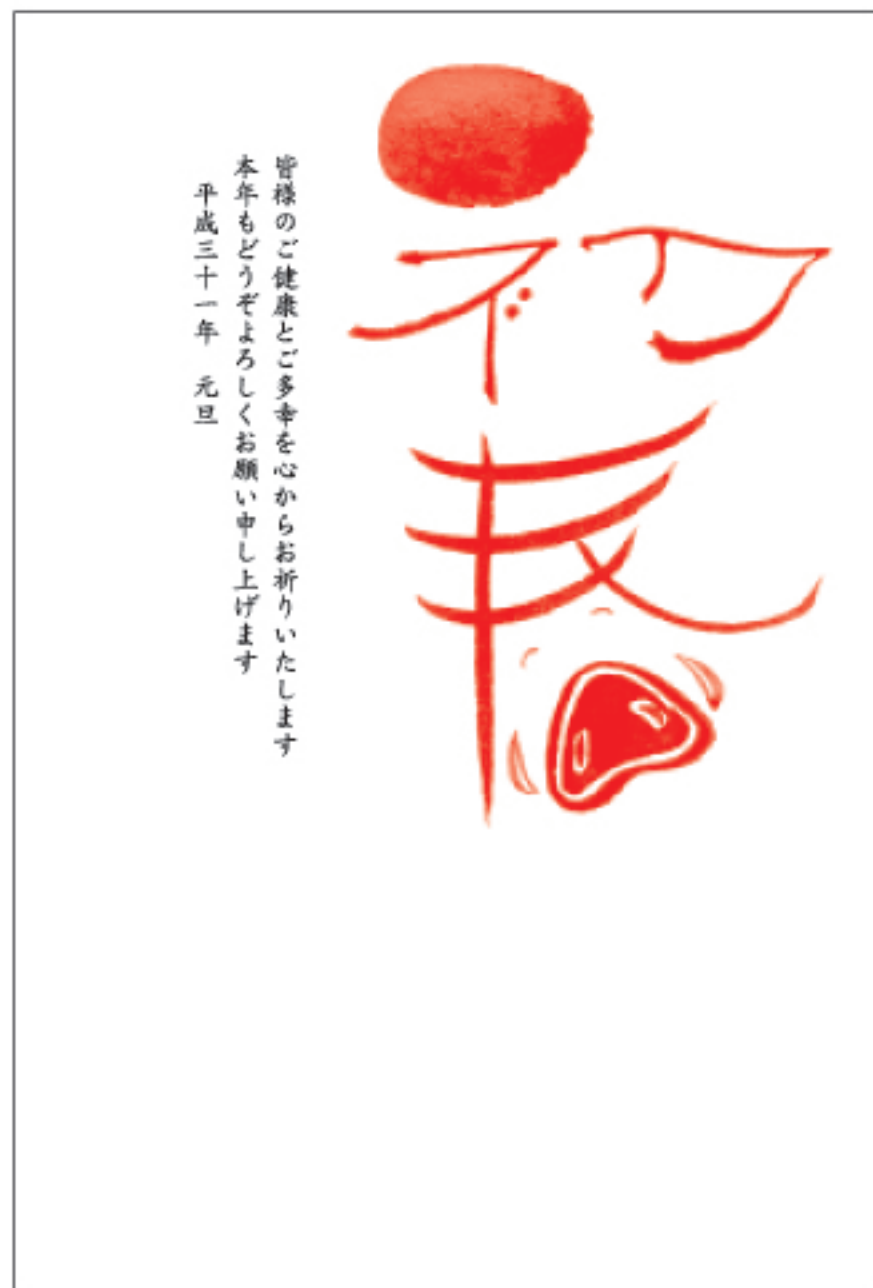 初春
皆様のご健康とご多幸を心からお祈りいたします
本年もどうぞよろしくお願い申し上げます
平成三十一年 元旦